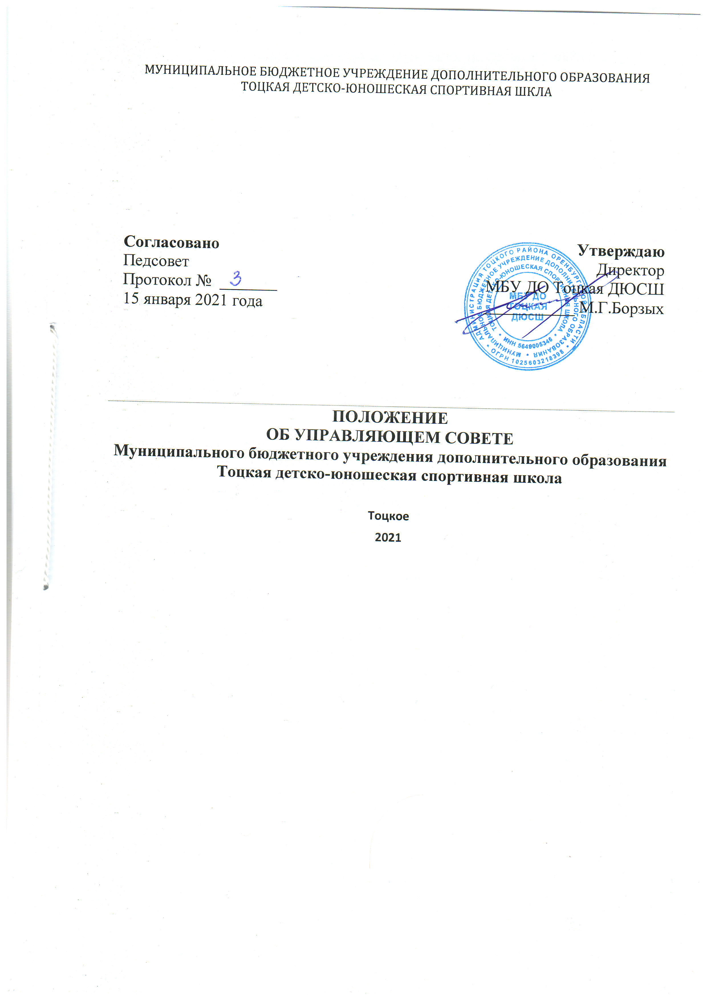 МУНИЦИПАЛЬНОЕ БЮДЖЕТНОЕ УЧРЕЖДЕНИЕ ДОПОЛНИТЕЛЬНОГО ОБРАЗОВАНИЯ
ТОЦКАЯ ДЕТСКО-ЮНОШЕСКАЯ СПОРТИВНАЯ ШКЛА
Согласовано
Педсовет
Протокол № 3
15 января 2021 года
Утверждаю
Директор
МБУ ДО Тоцкая ДЮСШ
М.Г.Борзых
АДМИНИСТРАЦИЯ ТОЦКОГО РАЙОНА ОРЕНБУРГСКОЙ ОБЛАСТИ • ОГРН 1025603218398 •
МУНИЦИПАЛЬНОЕ БЮДЖЕТНОЕ УЧРЕЖДЕНИЕ ДОПОЛНИТЕЛЬНОГО ОБРАЗОВАНИЯ •
ТОЦКАЯ ДЕТСКО-ЮНОШЕСКАЯ СПОРТИВНАЯ ШКОЛА • ИНН 5649005346 •
МБУ ДО
ТОЦКАЯ
ДЮСШ
ПОЛОЖЕНИЕ
ОБ УПРАВЛЯЮЩЕМ СОВЕТЕ
Муниципального бюджетного учреждения дополнительного образования
Тоцкая детско-юношеская спортивная школа
Тоцкое
2021